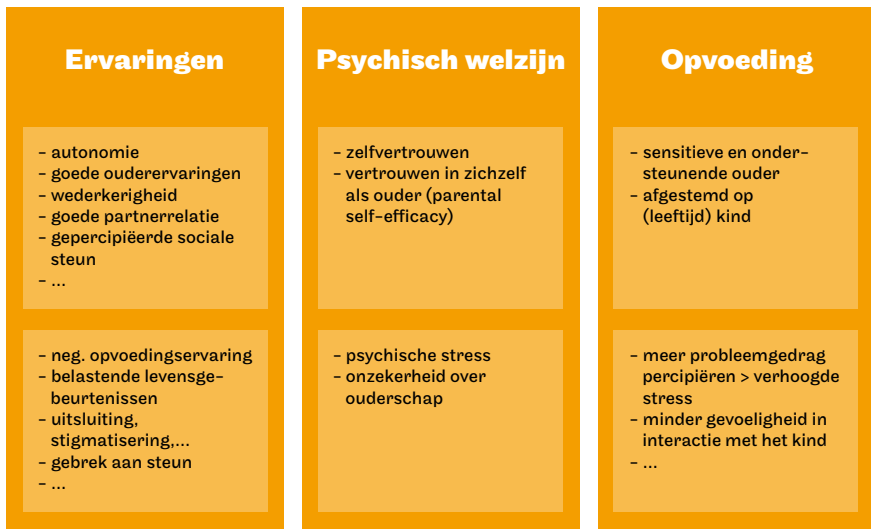 Ervaringen
- autonomie
- goede ouderervaringen
- wederkerigheid
- goede partnerrelatie
- gepercipiëerde sociale
steun
- ...
- neg. opvoedingservaring
- belastende levensge-
beurtenissen
- uitsluiting,
stigmatisering,...
- gebrek aan steun
- ...
Psychisch welzijn
- zelfvertrouwen
- vertrouwen in zichzelf
als ouder (parental
self-efficacy)
- psychische stress
- onzekerheid over
ouderschap
Opvoeding
- sensitieve en onder-
steunende ouder
- afgestemd op
(leeftijd) kind
- meer probleemgedrag
percipiëren > verhoogde
stress
- minder gevoeligheid in
interactie met het kind
- ...